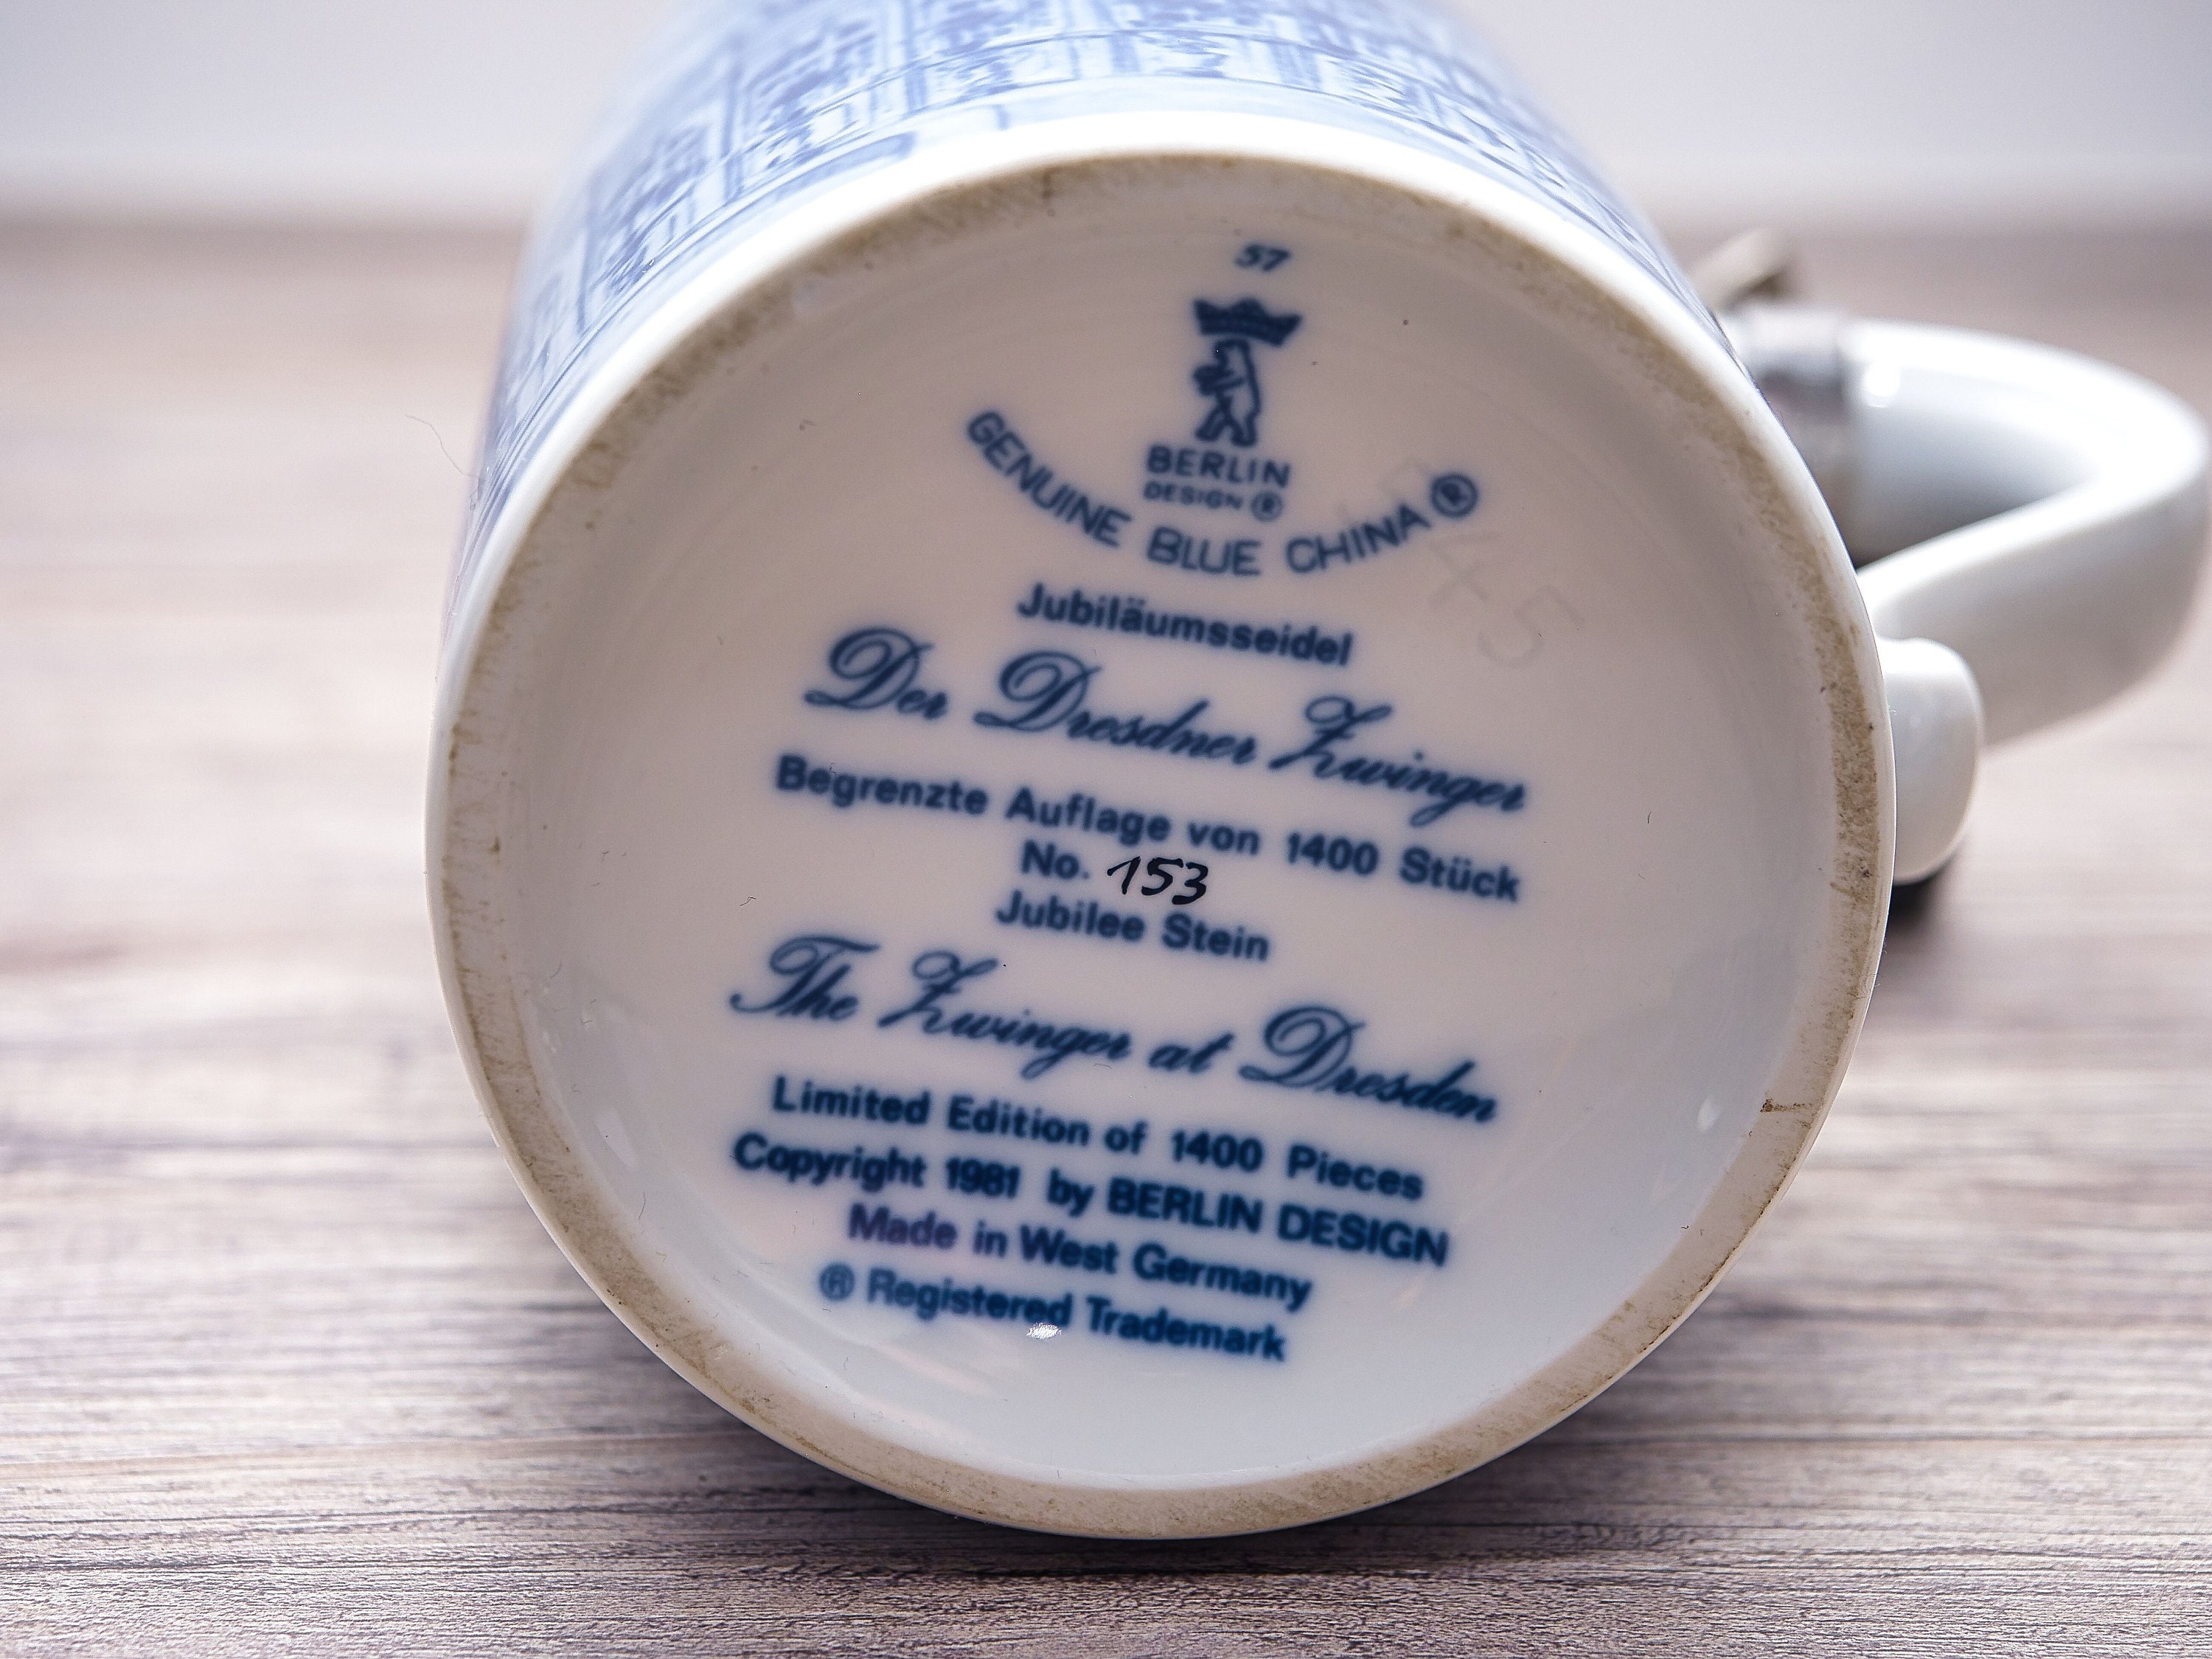 57
BERLIN
DESIGN ®
GENUINE BLUE CHINA ®
Jubiläumsseidel
Der Dresdner Zwinger
Begrenzte Auflage von 1400 Stück
No. 153
Jubilee Stein
The Zwinger at Dresden
Limited Edition of 1400 Pieces
Copyright 1981 by BERLIN DESIGN
Made in West Germany
® Registered Trademark